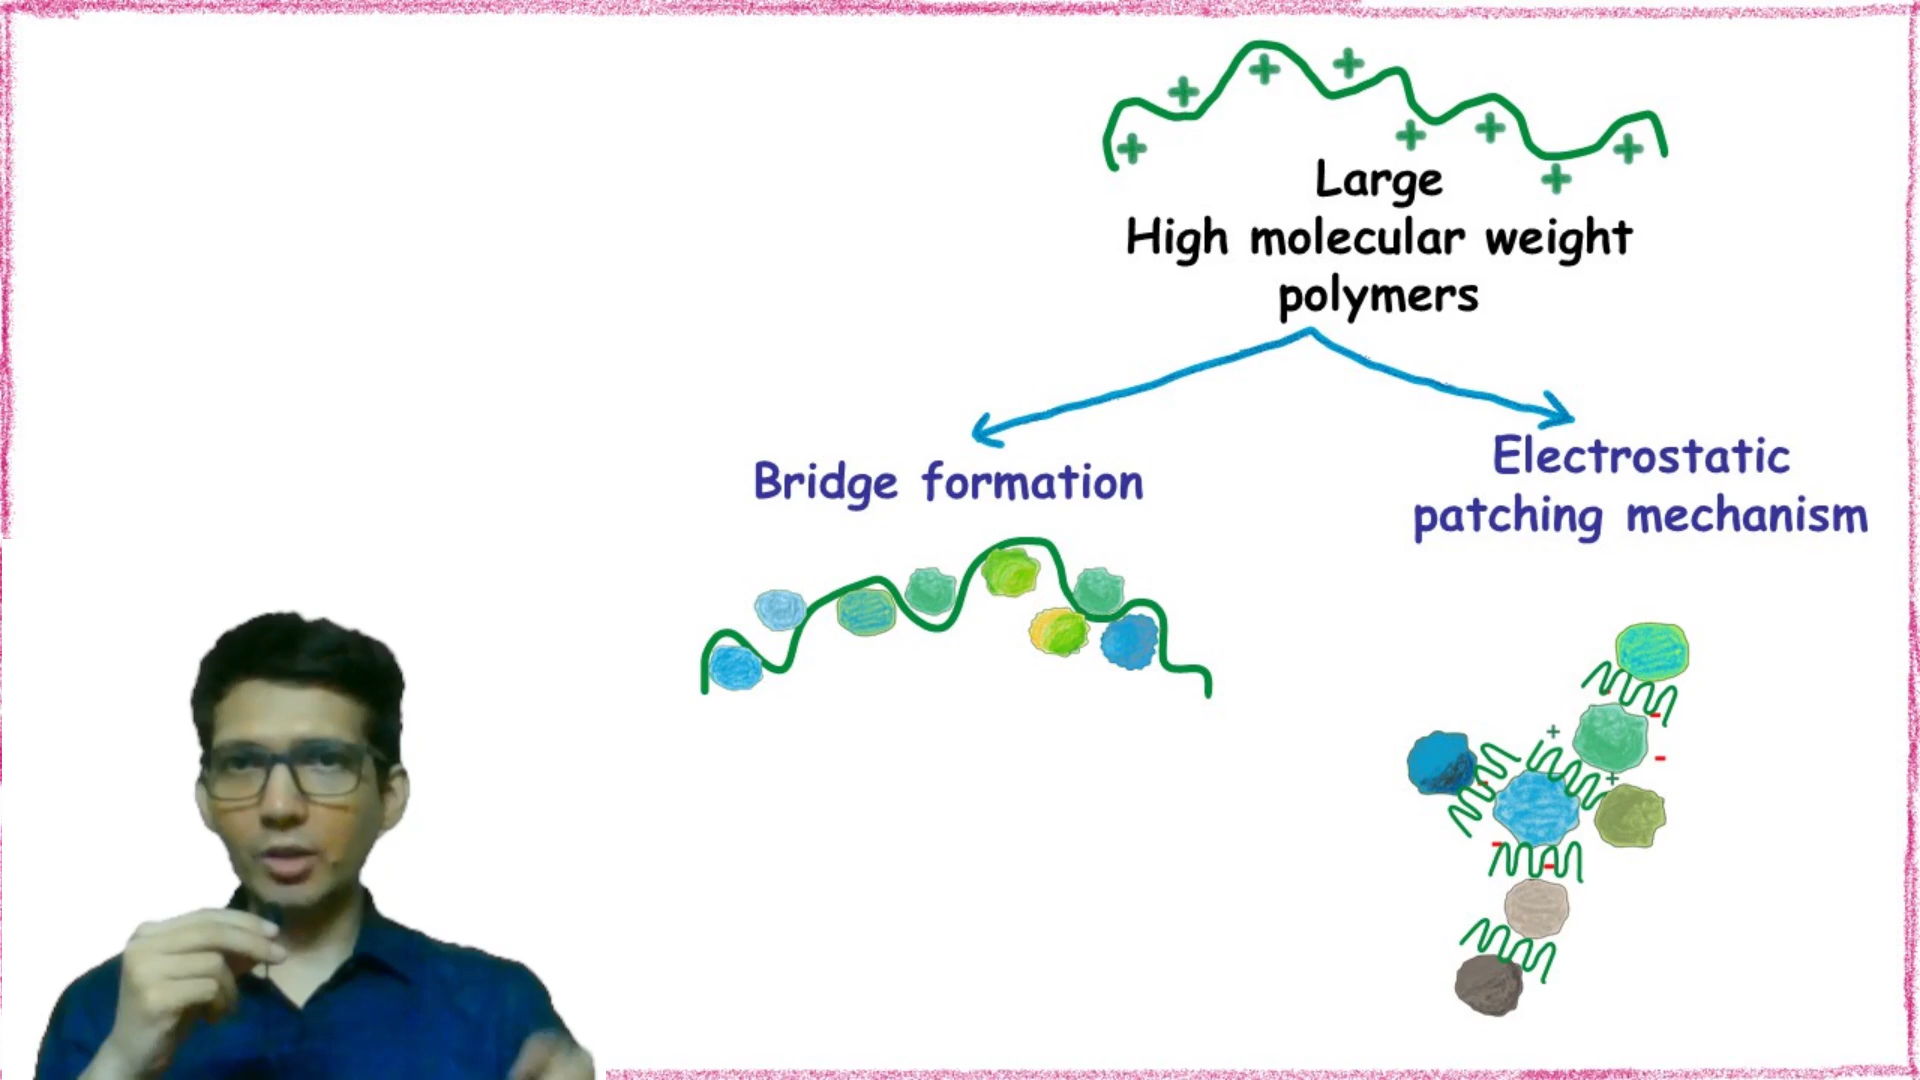 Large
High molecular weight
polymers
Bridge formation
Electrostatic
patching mechanism